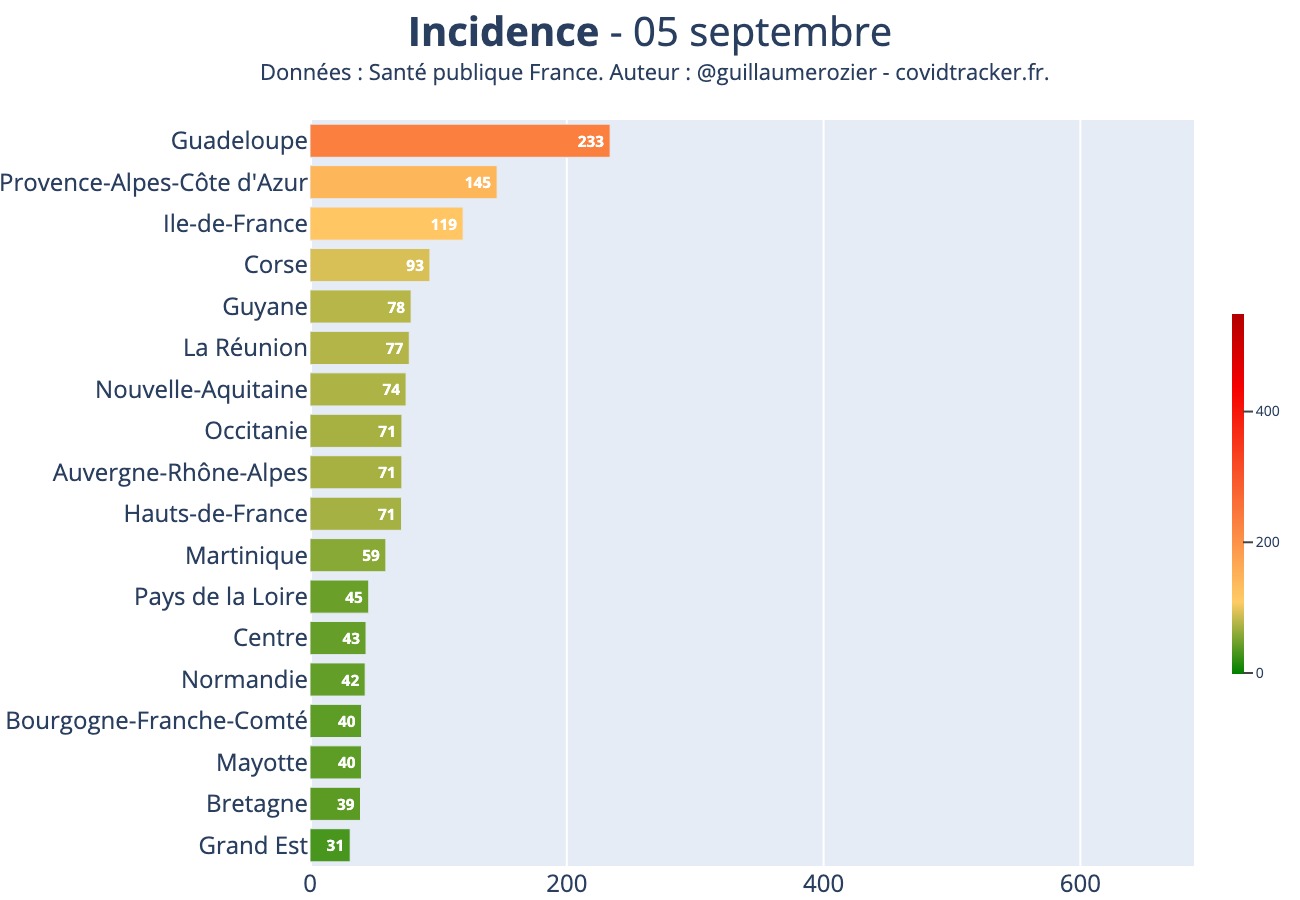 Incidence - 05 septembre
Données : Santé publique France. Auteur : @guillaumerozier - covidtracker.fr.
Guadeloupe 233
Provence-Alpes-Côte d'Azur 145
Ile-de-France 119
Corse 93
Guyane 78
La Réunion 77
Nouvelle-Aquitaine 74
Occitanie 71
Auvergne-Rhône-Alpes 71
Hauts-de-France 71
Martinique 59
Pays de la Loire 45
Centre 43
Normandie 42
Bourgogne-Franche-Comté 40
Mayotte 40
Bretagne 39
Grand Est 31
0 200 400 600
400
200
0